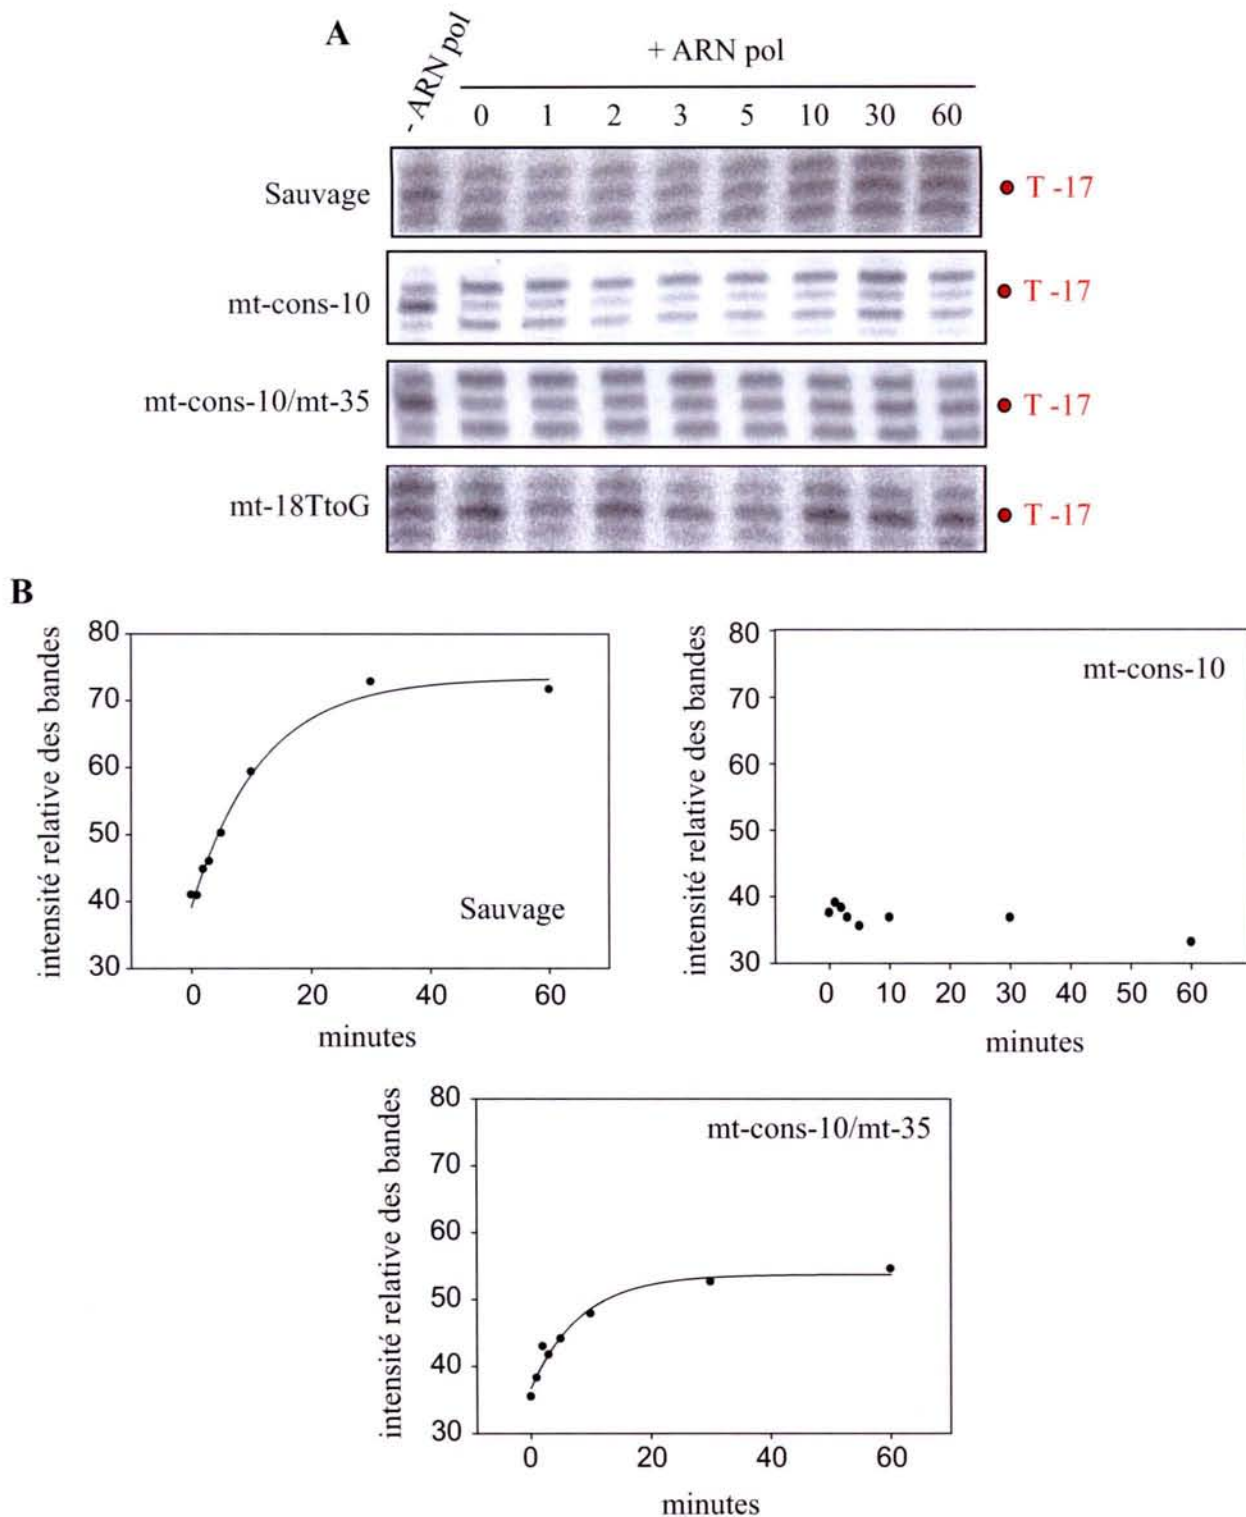 A
- ARN pol
+ ARN pol
0 1 2 3 5 10 30 60
Sauvage
T -17
mt-cons-10
T -17
mt-cons-10/mt-35
T -17
mt-18TtoG
T -17
B
intensité relative des bandes
80
70
60
50
40
30
Sauvage
0 20 40 60
minutes
intensité relative des bandes
80
70
60
50
40
30
mt-cons-10
0 10 20 30 40 50 60
minutes
intensité relative des bandes
80
70
60
50
40
30
mt-cons-10/mt-35
0 20 40 60
minutes